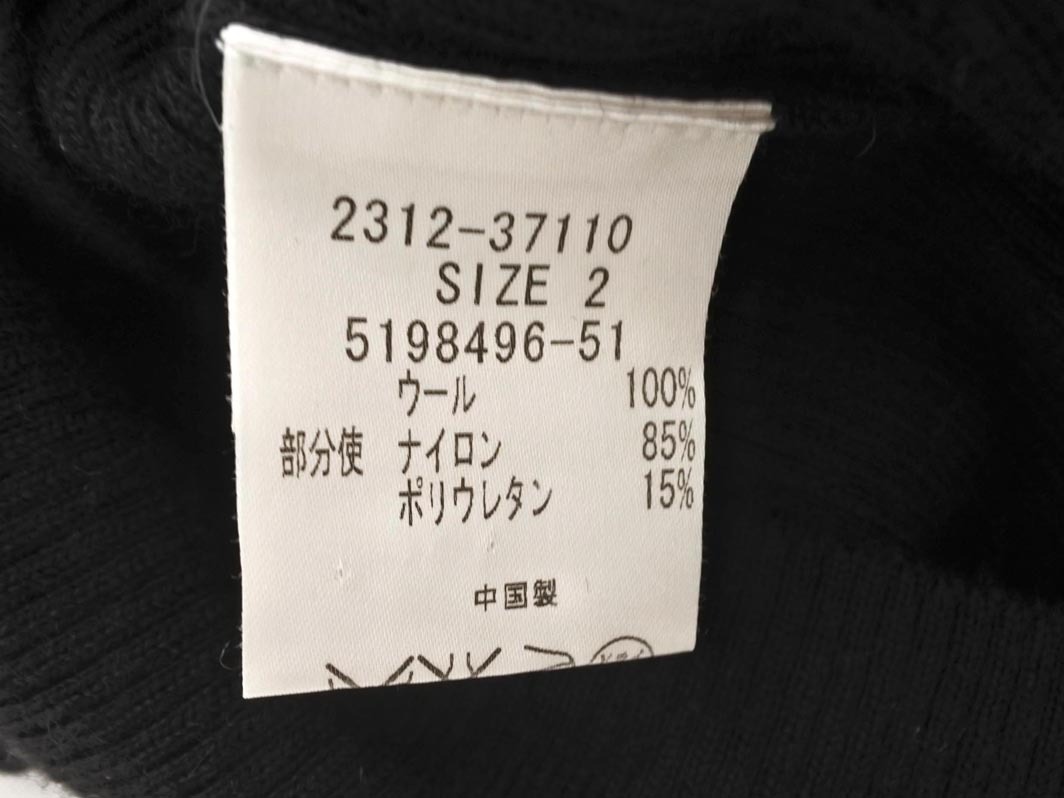 2312-37110
SIZE 2
5198496-51
ウール 100%
部分使 ナイロン 85%
ポリウレタン 15%
中国製